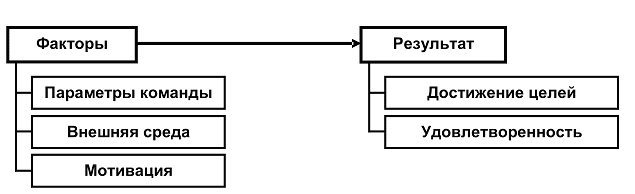 Факторы
Результат
Параметры команды
Внешняя среда
Мотивация
Достижение целей
Удовлетворенность